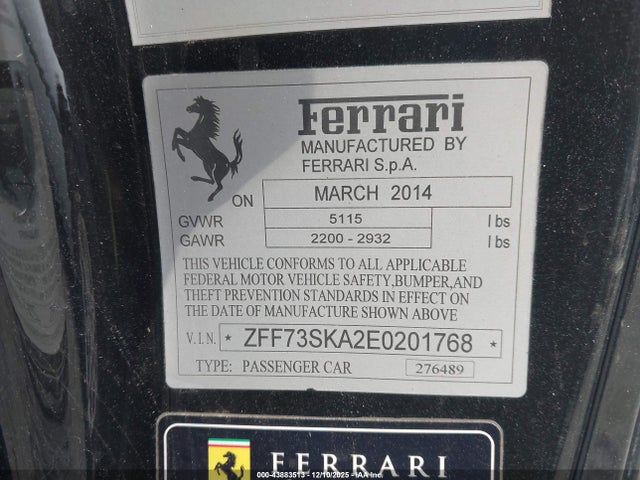 Ferrari
MANUFACTURED BY
FERRARI S.p.A.
ON MARCH 2014
GVWR 5115 lbs
GAWR 2200 - 2932 lbs
THIS VEHICLE CONFORMS TO ALL APPLICABLE
FEDERAL MOTOR VEHICLE SAFETY,BUMPER,AND
THEFT PREVENTION STANDARDS IN EFFECT ON
THE DATE OF MANUFACTURE SHOWN ABOVE
V.I.N. * ZFF73SKA2E0201768 *
TYPE: PASSENGER CAR 276489
FERRARI
000-43883513 - 12/10/2025 - IAAI